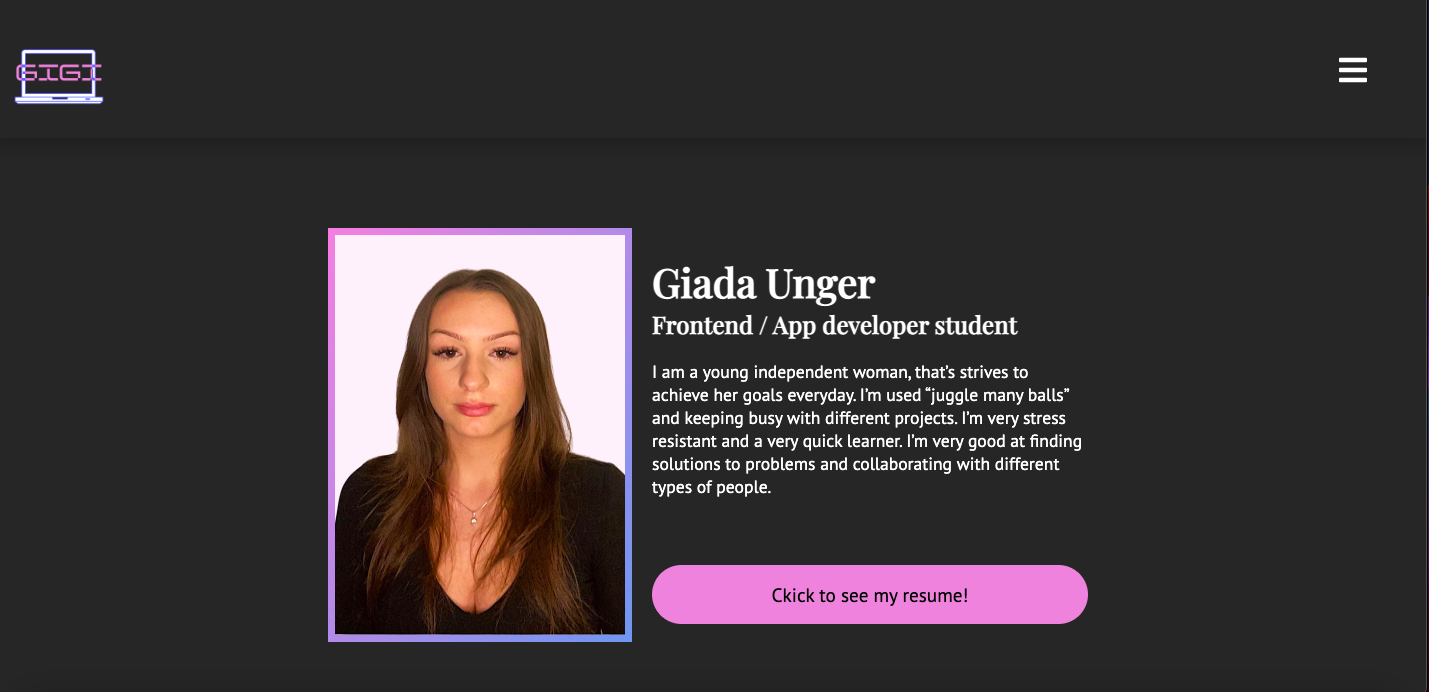 GIGI
Giada Unger
Frontend / App developer student
I am a young independent woman, that's strives to
achieve her goals everyday. I'm used “juggle many balls”
and keeping busy with different projects. I'm very stress
resistant and a very quick learner. I'm very good at finding
solutions to problems and collaborating with different
types of people.
Ckick to see my resume!